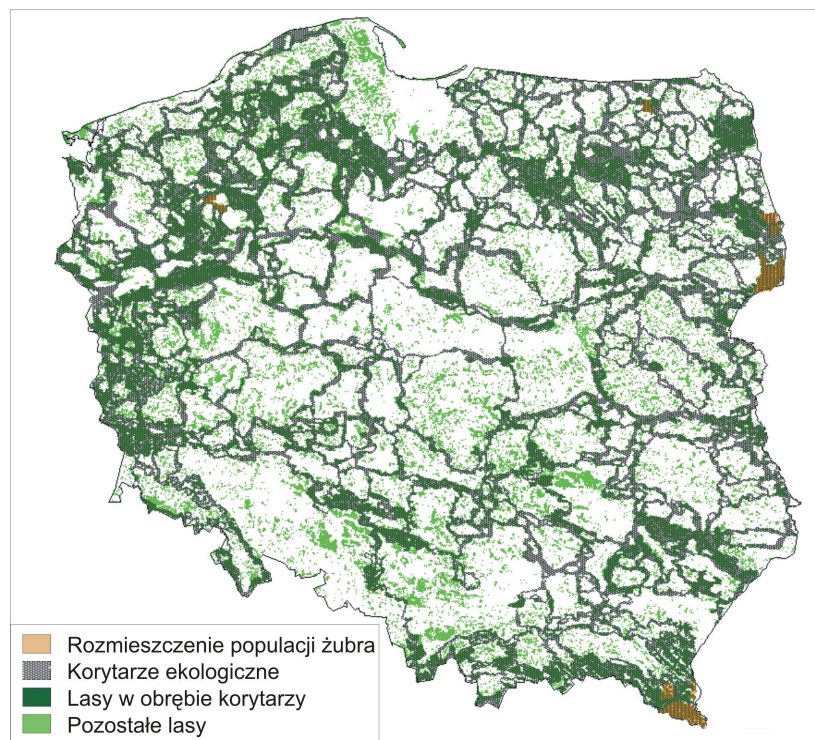 Rozmieszczenie populacji żubra
Korytarze ekologiczne
Lasy w obrębie korytarzy
Pozostałe lasy